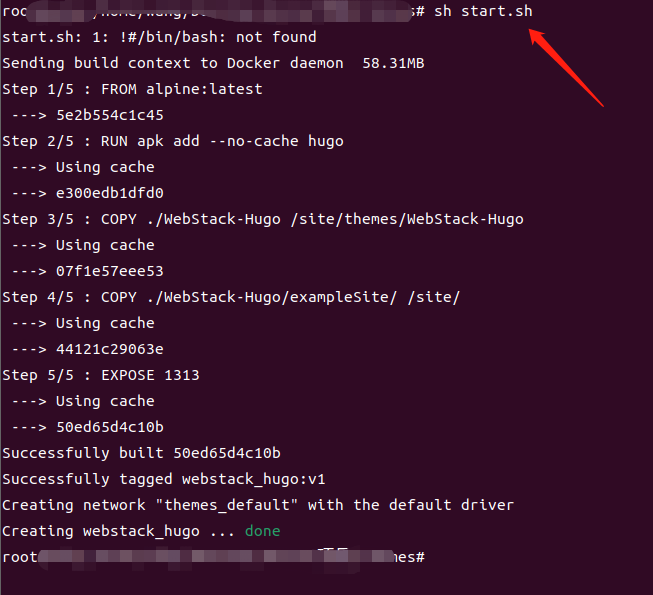 # sh start.sh
start.sh: 1: !#/bin/bash: not found
Sending build context to Docker daemon  58.31MB
Step 1/5 : FROM alpine:latest
 ---> 5e2b554c1c45
Step 2/5 : RUN apk add --no-cache hugo
 ---> Using cache
 ---> e300edb1dfd0
Step 3/5 : COPY ./WebStack-Hugo /site/themes/WebStack-Hugo
 ---> Using cache
 ---> 07f1e57eee53
Step 4/5 : COPY ./WebStack-Hugo/exampleSite/ /site/
 ---> Using cache
 ---> 44121c29063e
Step 5/5 : EXPOSE 1313
 ---> Using cache
 ---> 50ed65d4c10b
Successfully built 50ed65d4c10b
Successfully tagged webstack_hugo:v1
Creating network "themes_default" with the default driver
Creating webstack_hugo ... done
root #